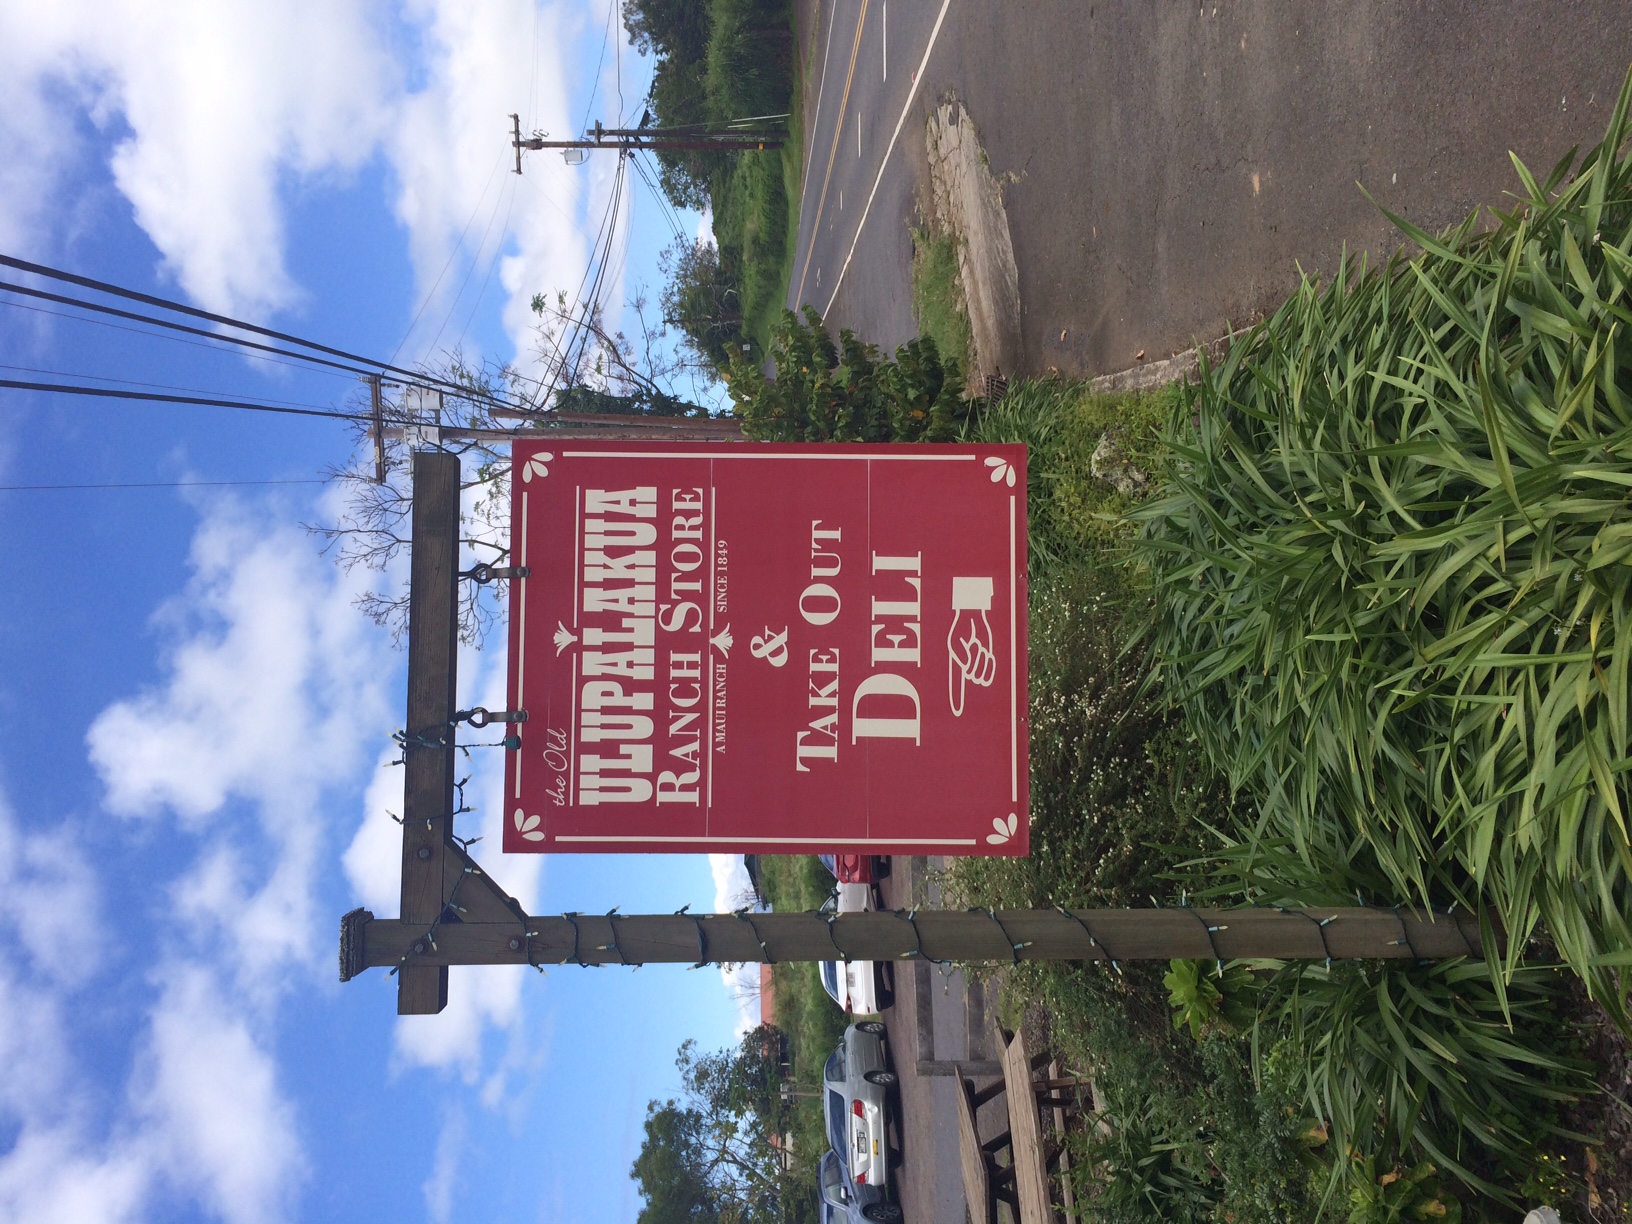 the Old
ULUPALAKUA
RANCH STORE
A MAUI RANCH SINCE 1849
&
TAKE OUT
DELI